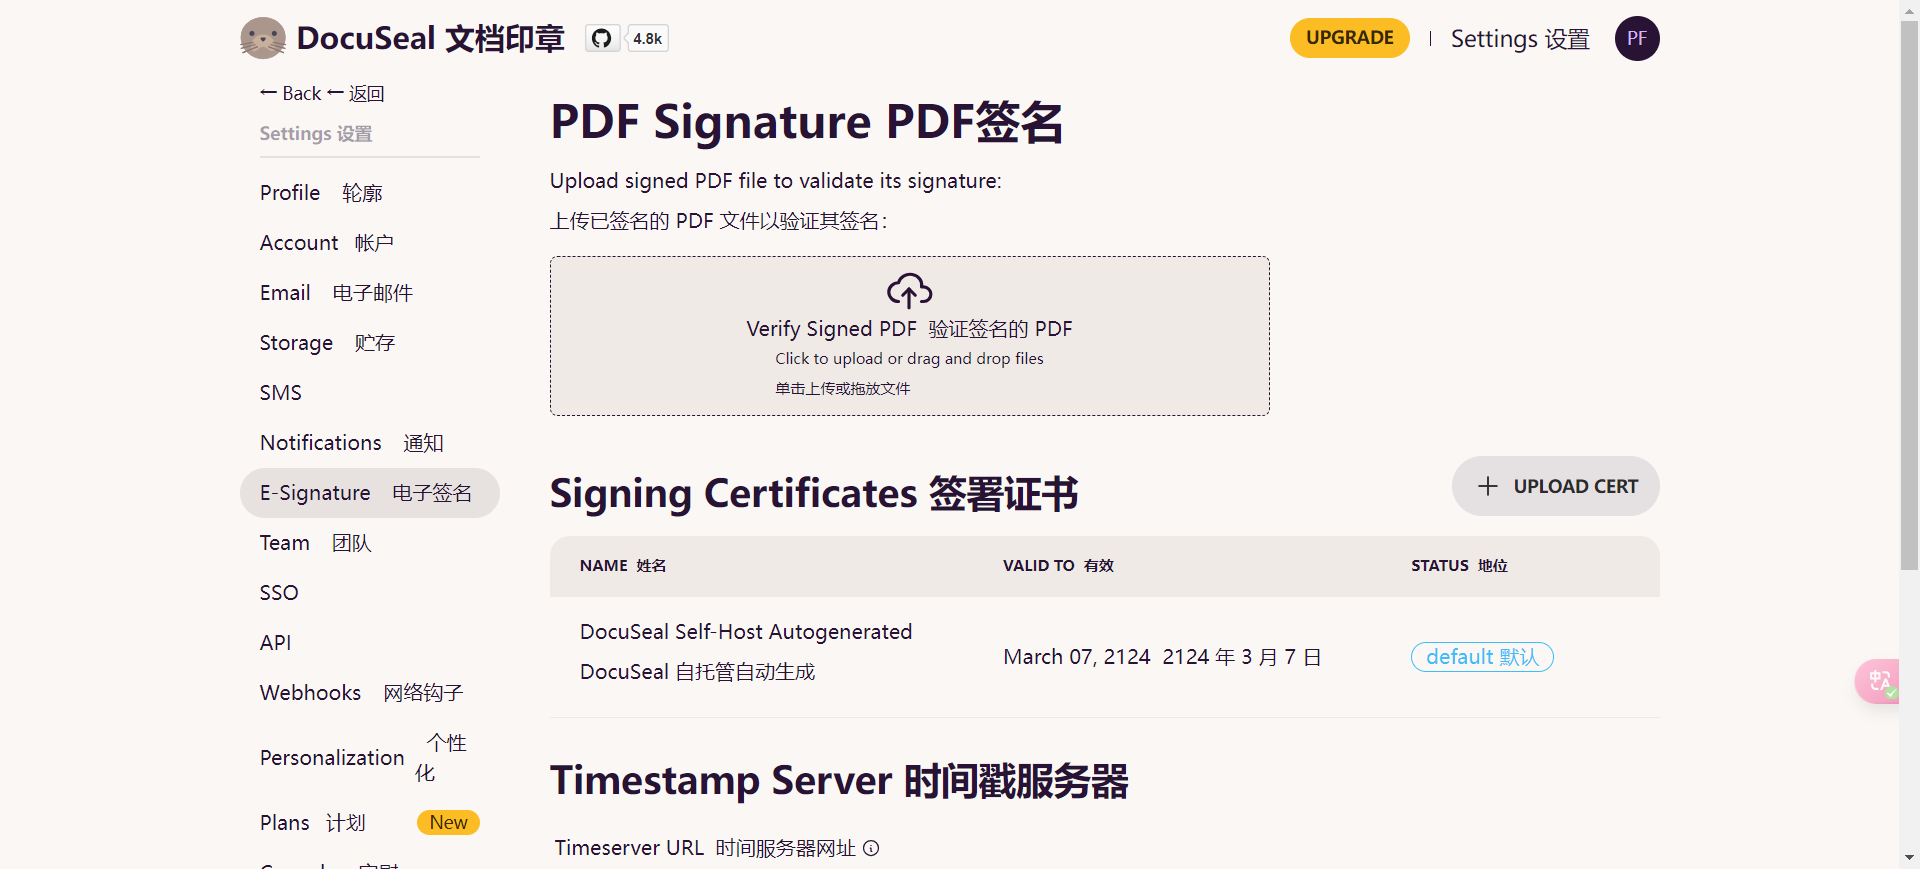 DocuSeal 文档印章
4.8k
UPGRADE
Settings 设置
PF
← Back ← 返回
Settings 设置
Profile 轮廓
Account 帐户
Email 电子邮件
Storage 贮存
SMS
Notifications 通知
E-Signature 电子签名
Team 团队
SSO
API
Webhooks 网络钩子
Personalization 个性
化
Plans 计划
New
PDF Signature PDF签名
Upload signed PDF file to validate its signature:
上传已签名的 PDF 文件以验证其签名：
Verify Signed PDF 验证签名的 PDF
Click to upload or drag and drop files
单击上传或拖放文件
Signing Certificates 签署证书
UPLOAD CERT
NAME 姓名
VALID TO 有效
STATUS 地位
DocuSeal Self-Host Autogenerated
DocuSeal 自托管自动生成
March 07, 2124 2124 年 3 月 7 日
default 默认
Timestamp Server 时间戳服务器
Timeserver URL 时间服务器网址